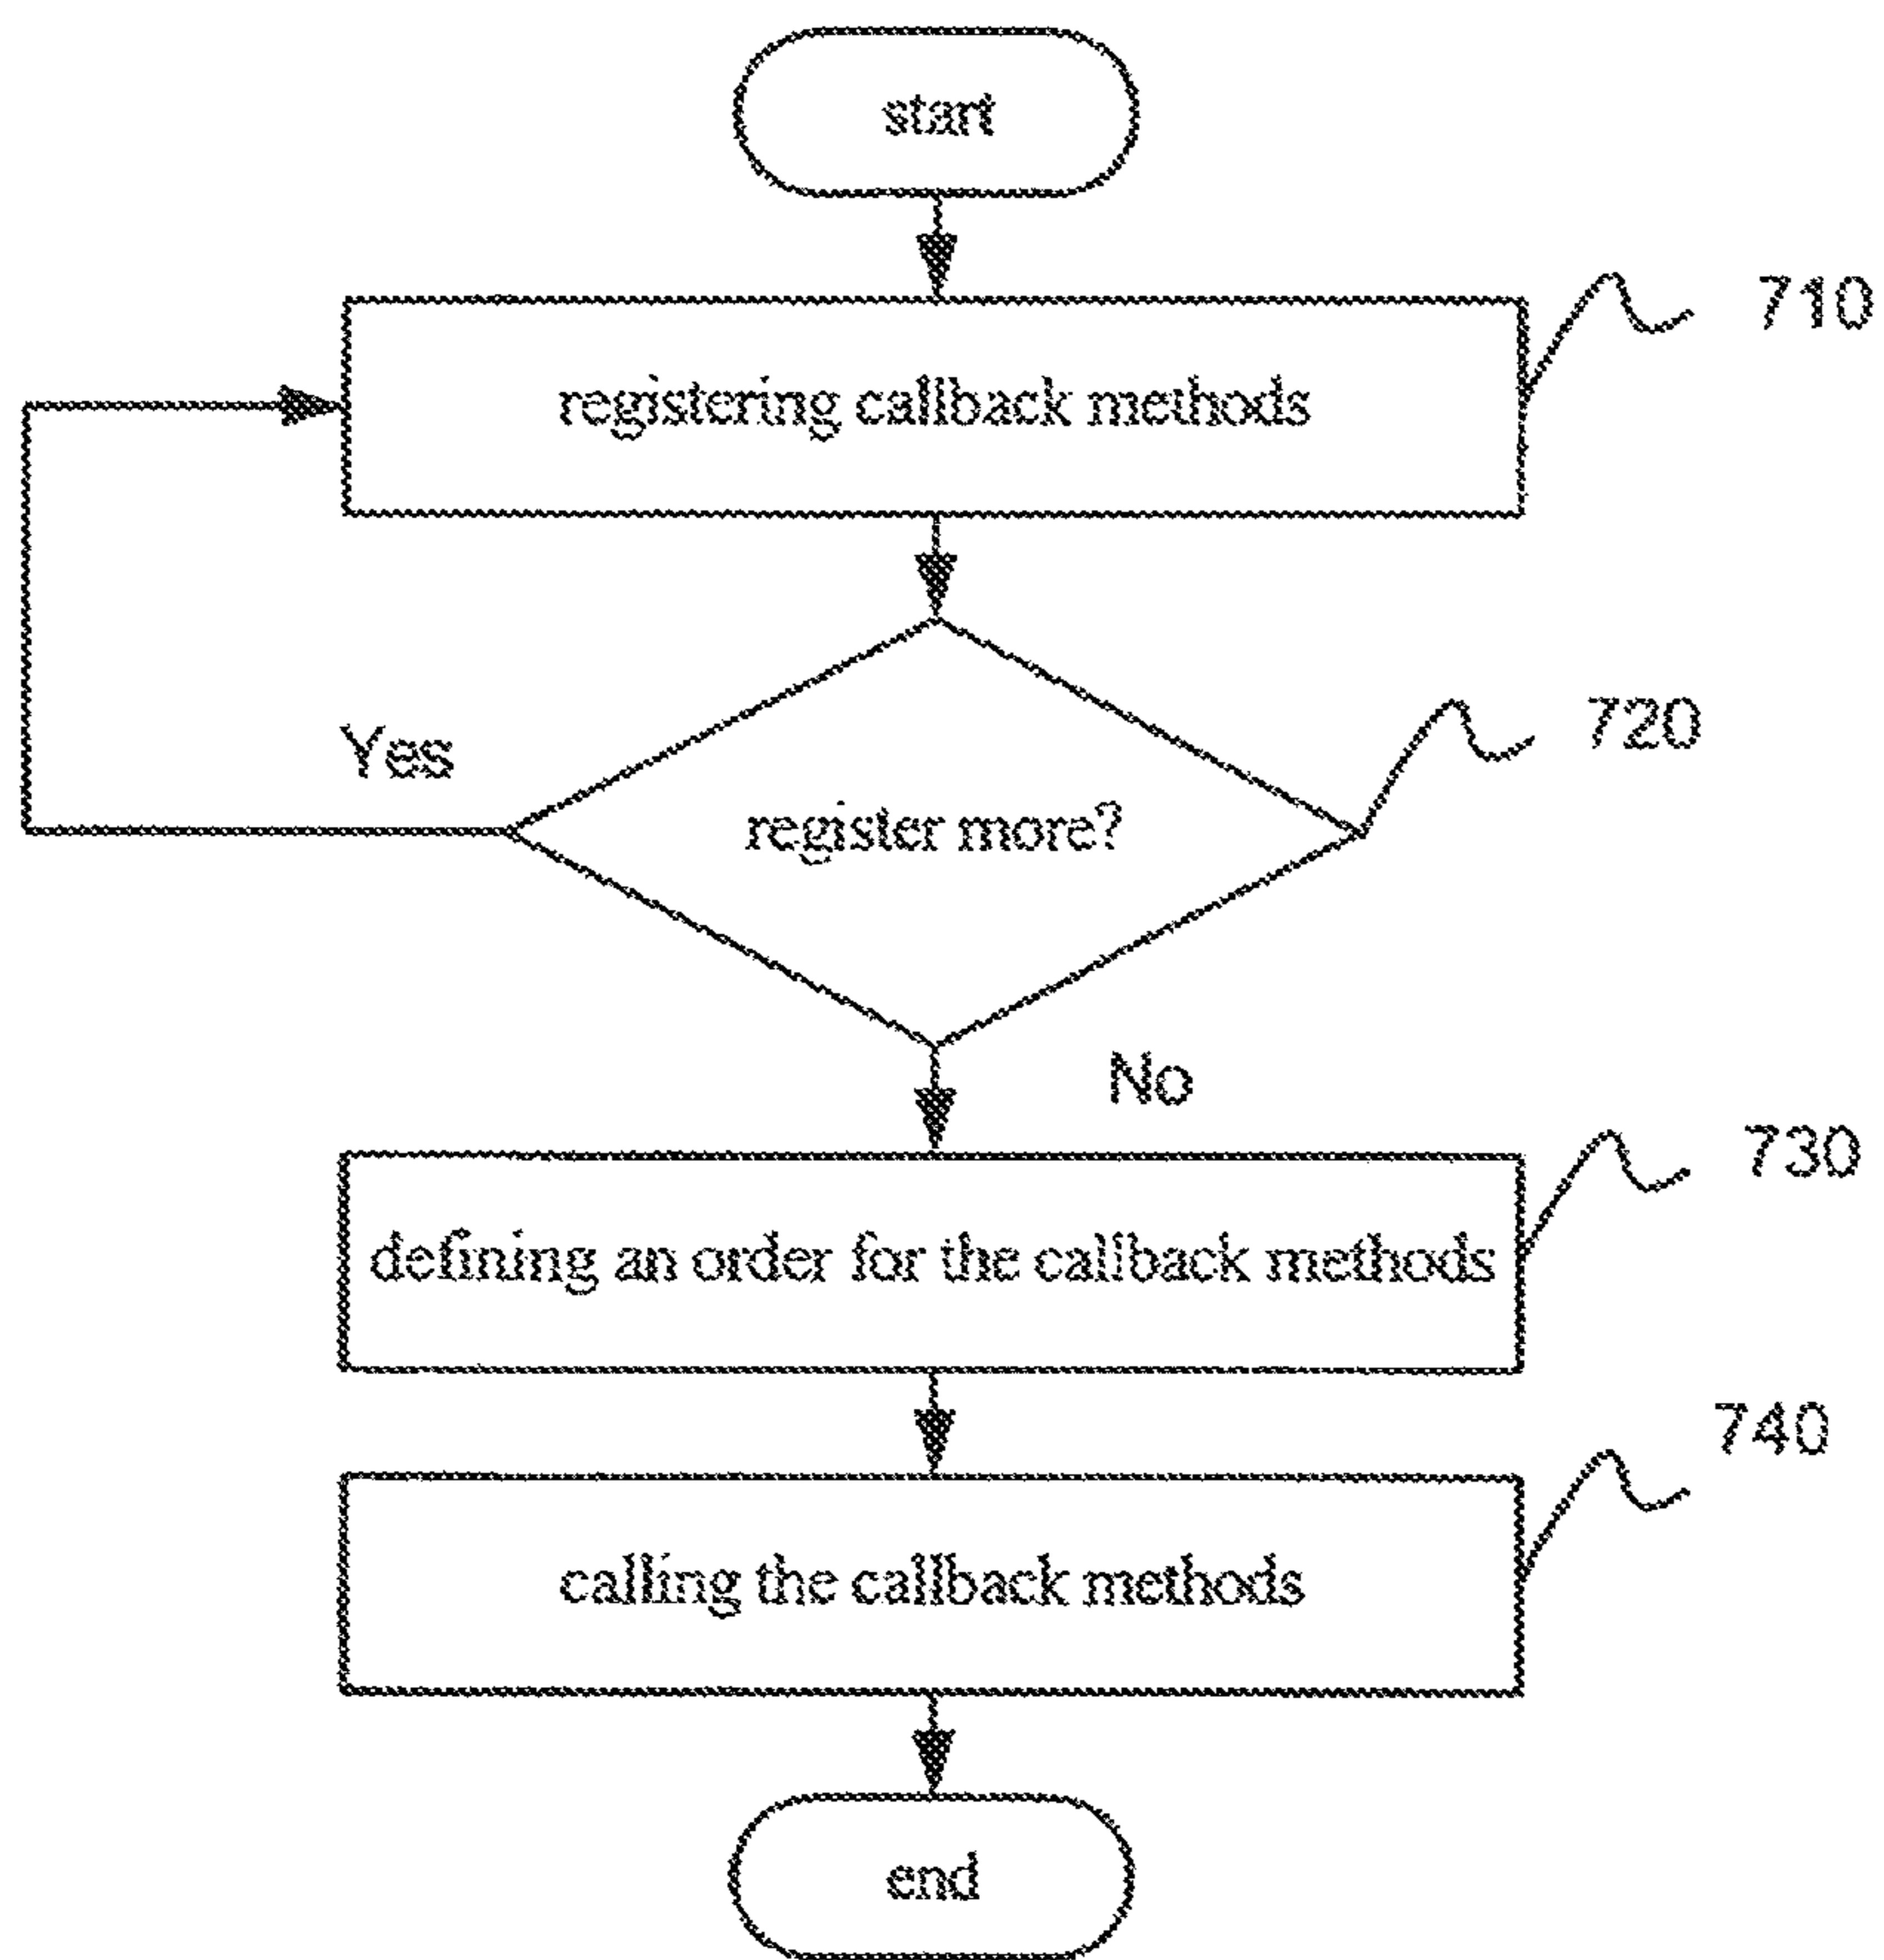 start
710
registering callback methods
720
Yes
register more?
No
730
defining an order for the callback methods
740
calling the callback methods
end